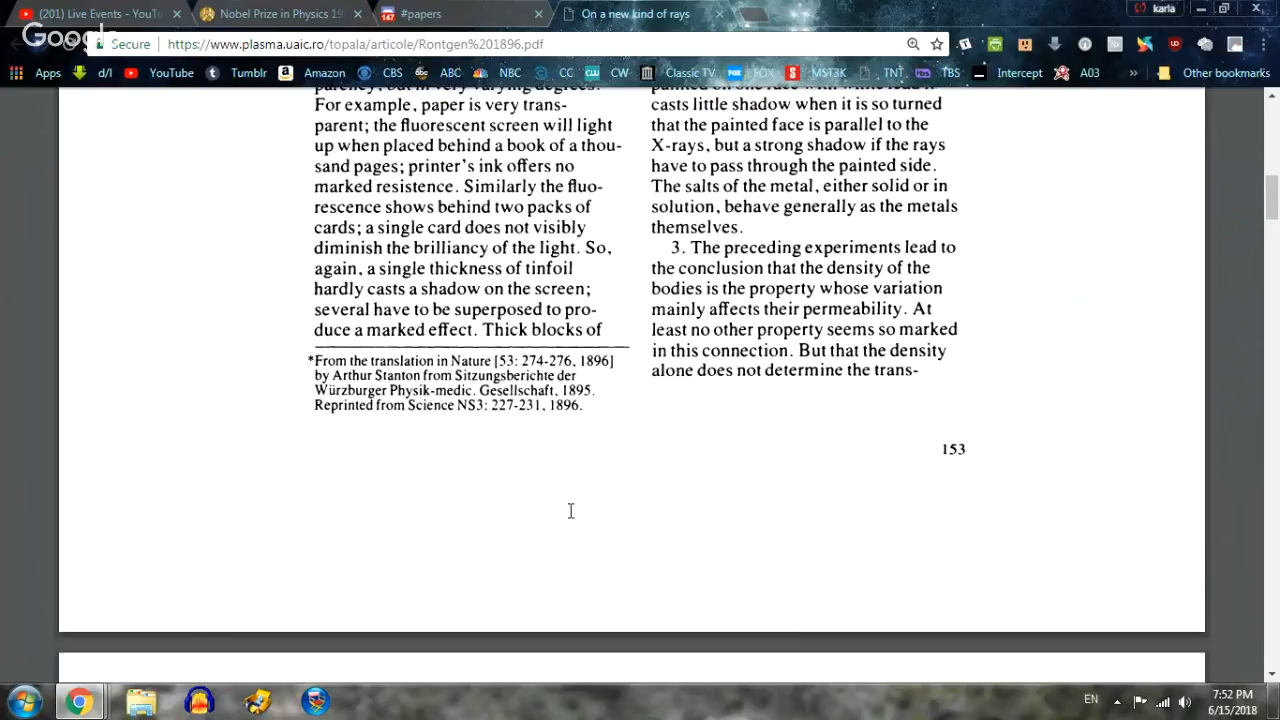 (201) Live Events - YouT
Nobel Prize in Physics 19
147 #papers
On a new kind of rays
karla
Google
Secure https://www.plasma.uaic.ro/topala/articole/Rontgen%201896.pdf
Apps d/l YouTube Tumblr Amazon CBS ABC NBC CC CW Classic TV FOX MST3K TNT TBS Intercept A03 » Other bookmarks
parency, but in very varying degrees.
For example, paper is very trans-
parent; the fluorescent screen will light
up when placed behind a book of a thou-
sand pages; printer's ink offers no
marked resistence. Similarly the fluo-
rescence shows behind two packs of
cards; a single card does not visibly
diminish the brilliancy of the light. So,
again, a single thickness of tinfoil
hardly casts a shadow on the screen;
several have to be superposed to pro-
duce a marked effect. Thick blocks of
*From the translation in Nature [53: 274-276, 1896]
by Arthur Stanton from Sitzungsberichte der
Würzburger Physik-medic. Gesellschaft, 1895.
Reprinted from Science NS3: 227-231, 1896.
painted on one face with white lead it
casts little shadow when it is so turned
that the painted face is parallel to the
X-rays, but a strong shadow if the rays
have to pass through the painted side.
The salts of the metal, either solid or in
solution, behave generally as the metals
themselves.
3. The preceding experiments lead to
the conclusion that the density of the
bodies is the property whose variation
mainly affects their permeability. At
least no other property seems so marked
in this connection. But that the density
alone does not determine the trans-
153
EN
7:52 PM
6/15/2018